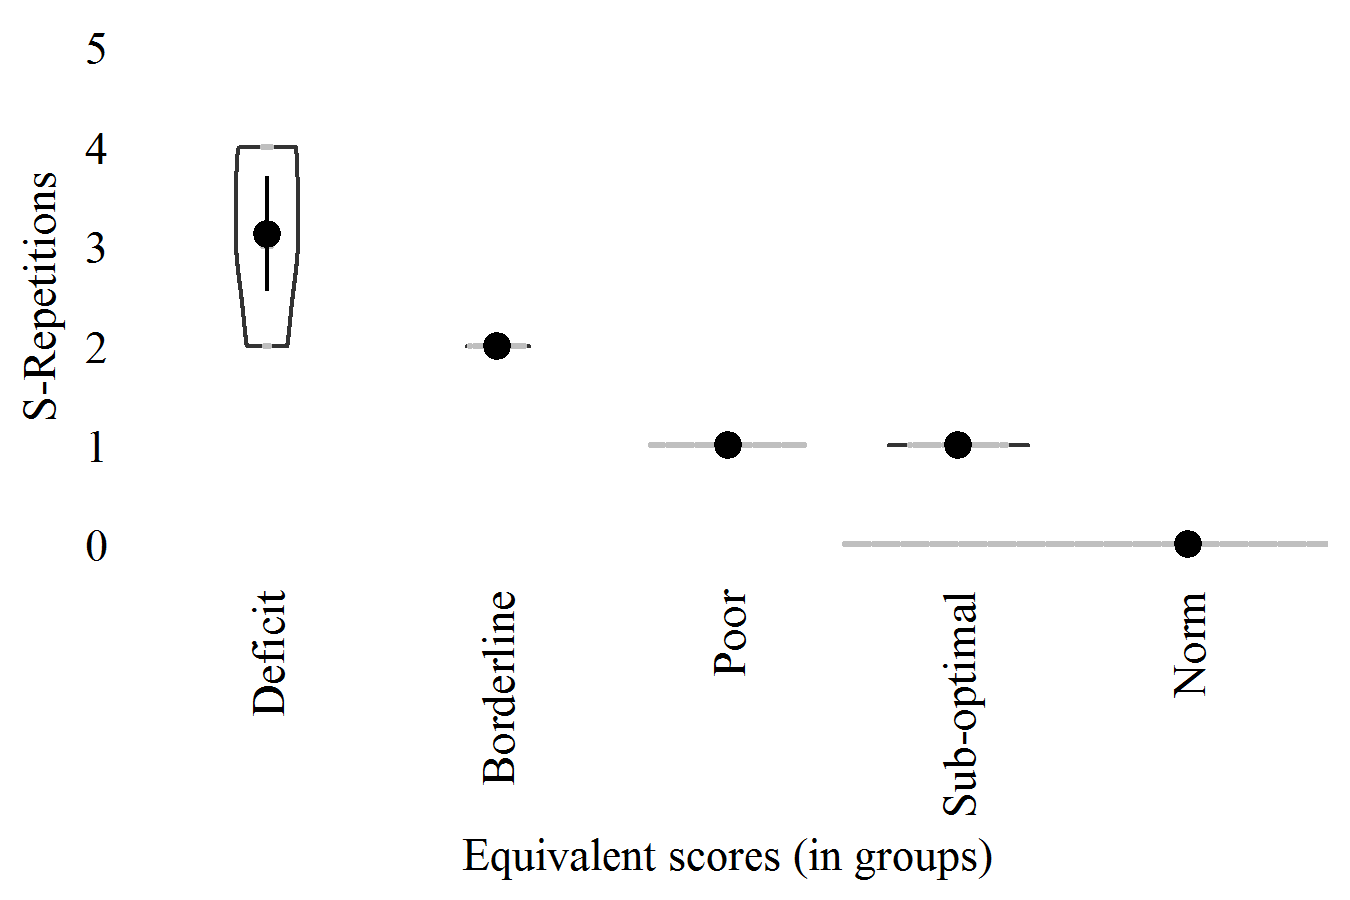 5
4
3
2
1
0
S-Repetitions
Deficit
Borderline
Poor
Sub-optimal
Norm
Equivalent scores (in groups)